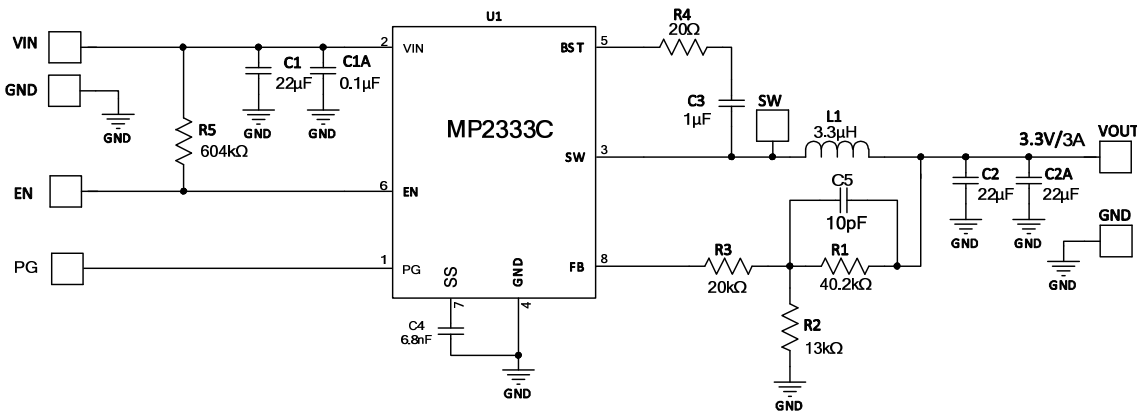 U1
VIN
GND
GND
EN
PG
R5
604kΩ
C1
22µF
GND
C1A
0.1µF
GND
2
VIN
6
EN
1
PG
MP2333C
BST
5
SW
3
FB
8
SS
7
GND
4
C4
6.8nF
GND
R4
20Ω
C3
1µF
SW
L1
3.3µH
3.3V/3A
VOUT
C2
22µF
GND
C2A
22µF
GND
GND
GND
C5
10pF
R3
20kΩ
R1
40.2kΩ
R2
13kΩ
GND